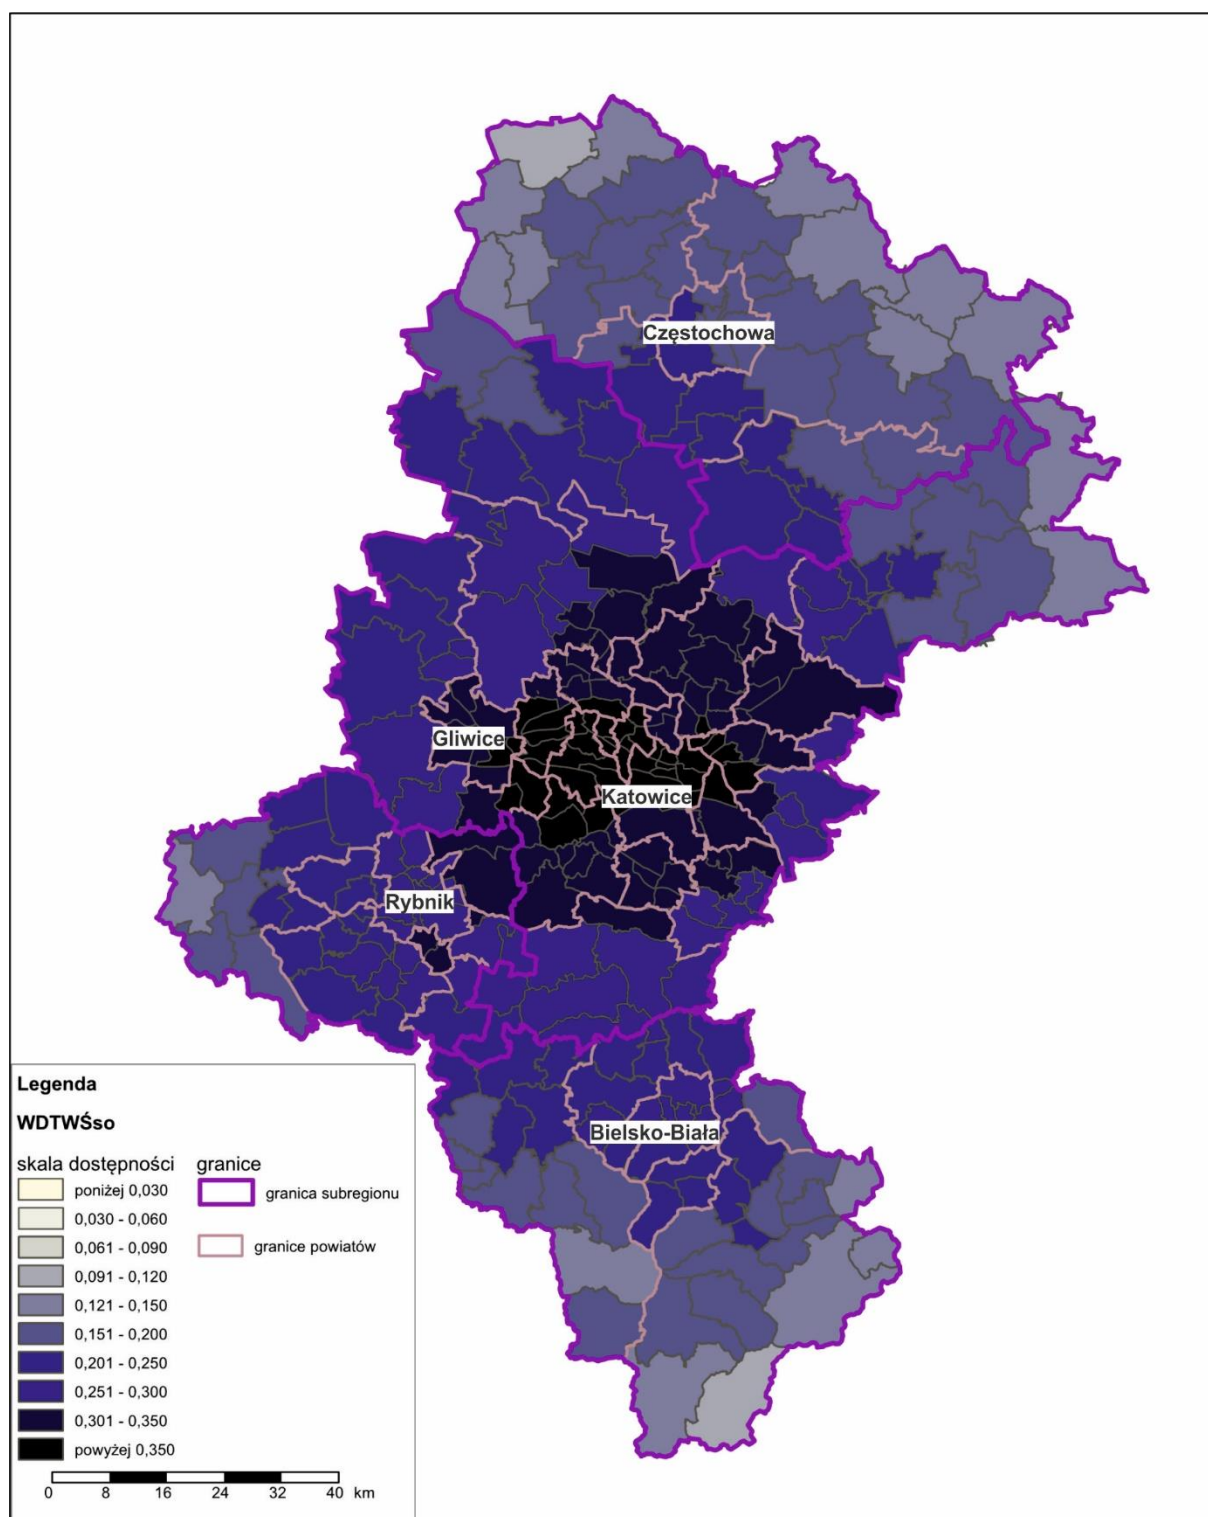 Częstochowa
Gliwice
Katowice
Rybnik
Bielsko-Biała
Legenda
WDTWŚso
skala dostępności granice
poniżej 0,030
0,030 - 0,060
0,061 - 0,090
0,091 - 0,120
0,121 - 0,150
0,151 - 0,200
0,201 - 0,250
0,251 - 0,300
0,301 - 0,350
powyżej 0,350
granica subregionu
granice powiatów
0 8 16 24 32 40 km